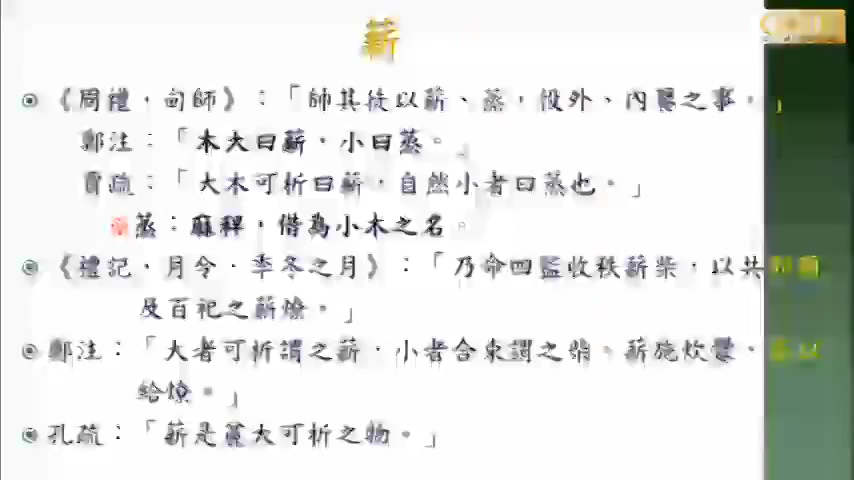 薪
《周禮．甸師》：「帥其徒以薪、蒸，役外、內饔之事。」
鄭注：「木大曰薪，小曰蒸。」
賈疏：「大木可析曰薪，自然小者曰蒸也。」
※蒸：麻稈，借為小木之名。
《禮記．月令．季冬之月》：「乃命四監收秩薪柴，以共
及百祀之薪燎。」
鄭注：「大者可析謂之薪，小者合束謂之柴。薪施炊爨，
給燎。」
孔疏：「薪是麤大可析之物。」